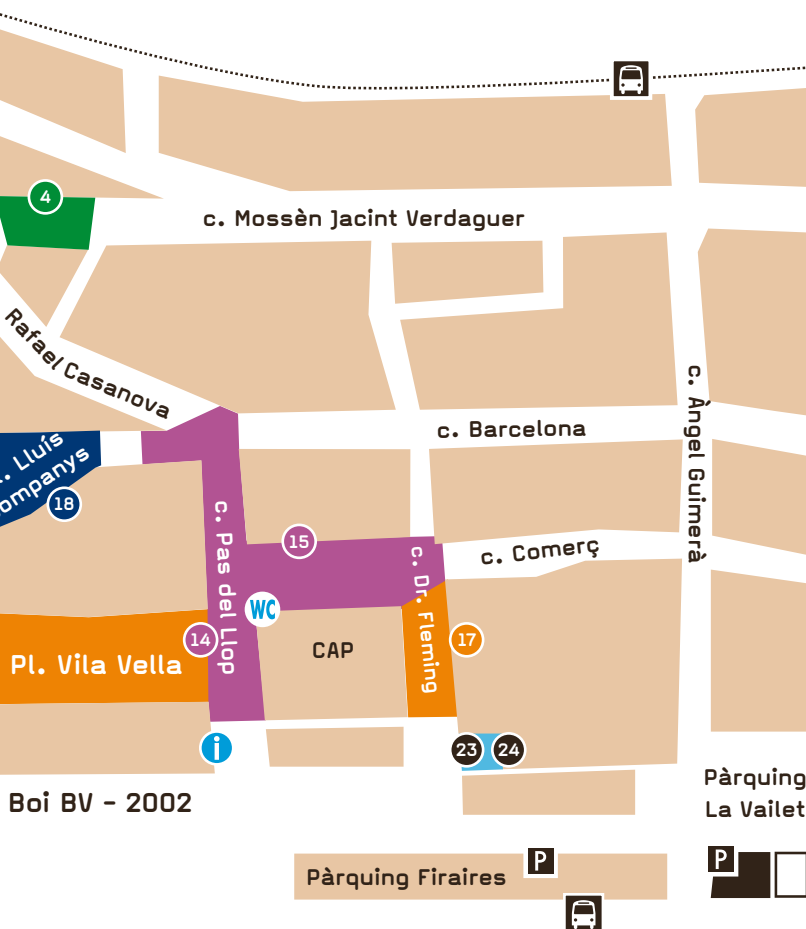 4
c. Mossèn Jacint Verdaguer
Rafael Casanova
c. Àngel Guimerà
c. Barcelona
Lluís
18
c. Pas del Llop
15
c. Dr. Fleming
c. Comerç
WC
14
Pl. Vila Vella
CAP
17
i
23
24
Boi BV - 2002
Pàrquing
La Vailet
P
P
Pàrquing Firaires